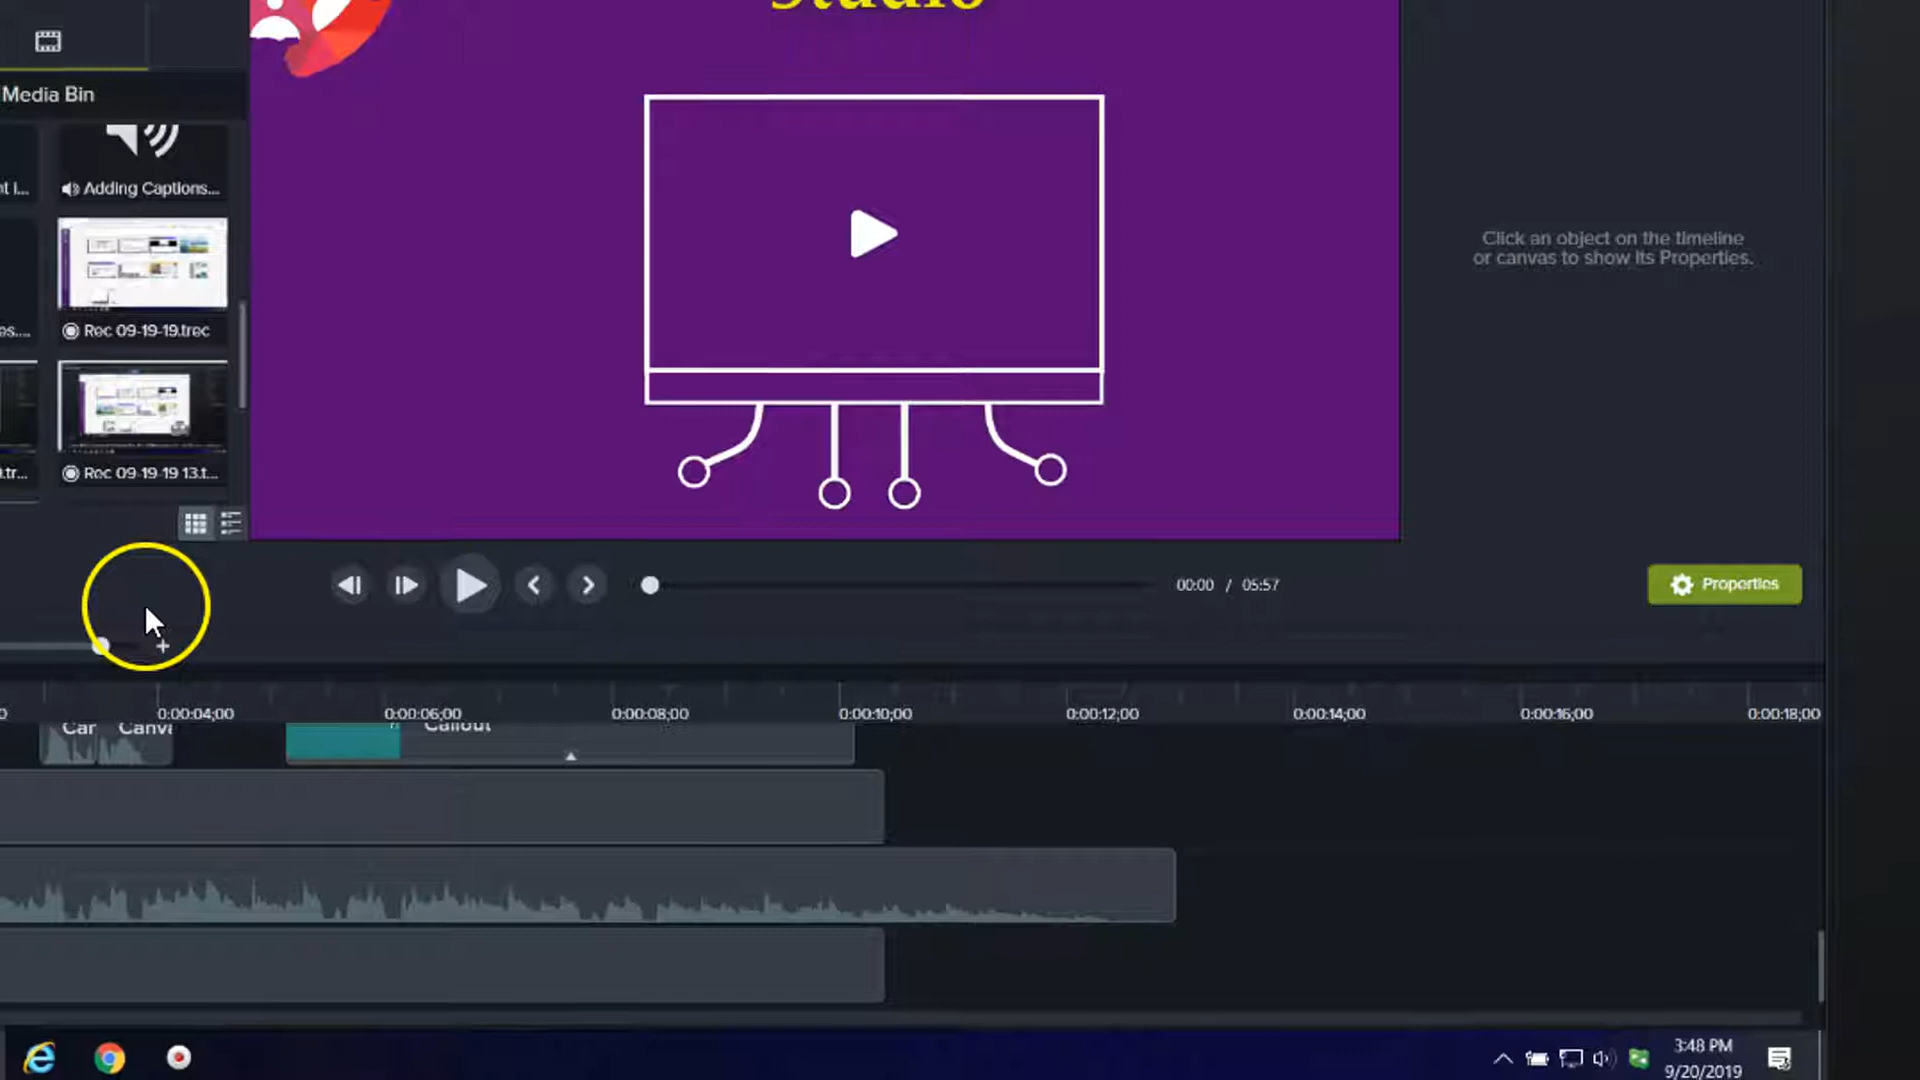 Studio
Media Bin
Adding Captions...
Rec 09-19-19.trec
Rec 09-19-19 13.t...
Click an object on the timeline
or canvas to show its Properties.
00:00 / 05:57
Properties
0:00:04;00
0:00:06;00
0:00:08;00
0:00:10;00
0:00:12;00
0:00:14;00
0:00:16;00
0:00:18;00
Callout
3:48 PM
9/20/2019